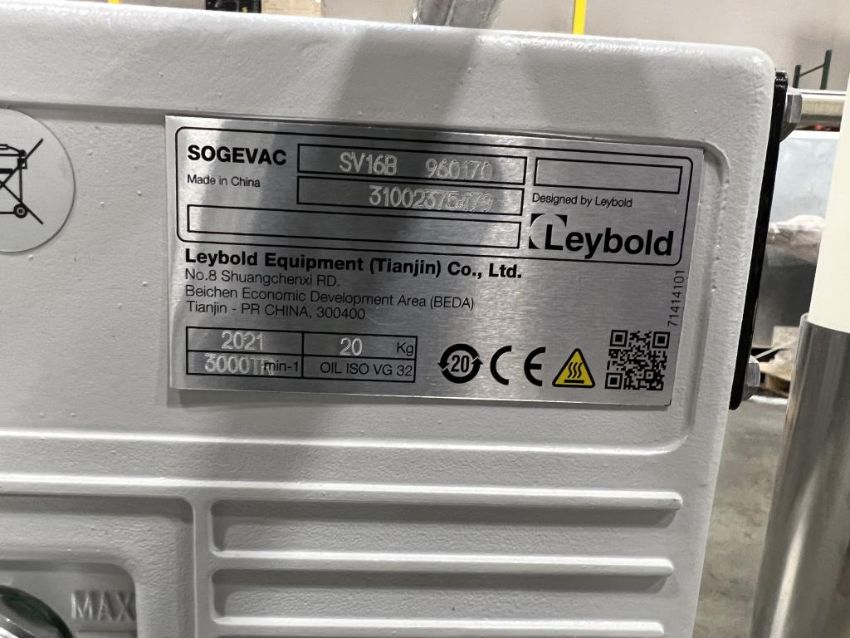 SOGEVAC SV16B 960170
Made in China 31002375479
Designed by Leybold
Leybold
Leybold Equipment (Tianjin) Co., Ltd.
No.8 Shuangchenxi RD.
Beichen Economic Development Area (BEDA)
Tianjin - PR CHINA, 300400
2021 20 Kg
3000TR min-1 OIL ISO VG 32
20 CE
71414101
MAX